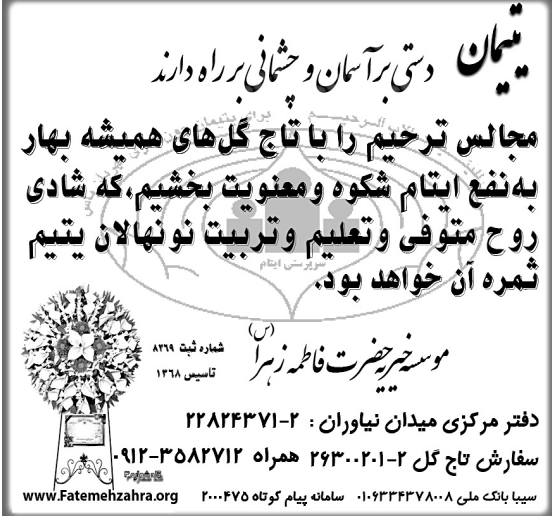 یتیمان
دستی بر آسمان و چشمانی بر راه دارند
مجالس ترحیم را با تاج گل‌های همیشه بهار
به‌نفع ایتام شکوه و معنویت بخشیم، که شادی
روح متوفی و تعلیم و تربیت نونهالان یتیم
ثمره آن خواهد بود.
سرپرستی ایتام
موسسه خیریه حضرت فاطمه زهرا (س)
شماره ثبت ۸۳۶۹
تاسیس ۱۳۶۸
دفتر مرکزی میدان نیاوران : ۲-۲۲۸۲۴۳۷۱
سفارش تاج گل ۲-۲۶۳۰۰۲۰۱ همراه ۳۵۸۲۷۱۲-۰۹۱۲
سیبا بانک ملی ۰۱۰۶۳۳۴۳۷۸۰۰۸ سامانه پیام کوتاه ۲۰۰۰۴۷۵ www.Fatemehzahra.org